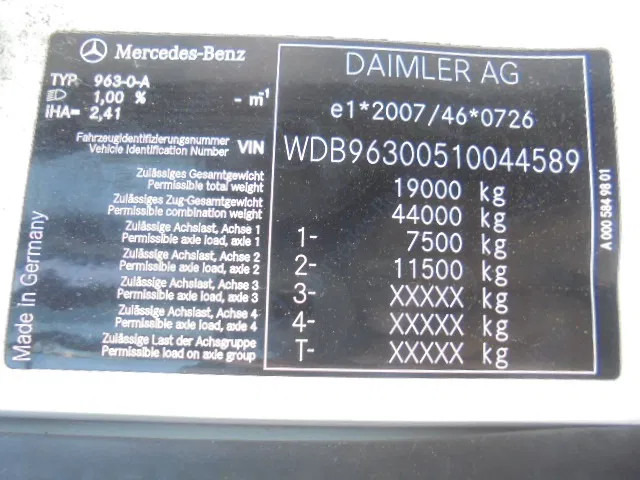 Mercedes-Benz
TYP 963-0-A
1,00 % - m⁻¹
iHA= 2,41
Fahrzeugidentifizierungsnummer
Vehicle Identification Number VIN
Zulässiges Gesamtgewicht
Permissible total weight
Zulässiges Zug-Gesamtgewicht
Permissible combination weight
Zulässige Achslast, Achse 1
Permissible axle load, axle 1
Zulässige Achslast, Achse 2
Permissible axle load, axle 2
Zulässige Achslast, Achse 3
Permissible axle load, axle 3
Zulässige Achslast, Achse 4
Permissible axle load, axle 4
Zulässige Last der Achsgruppe
Permissible load on axle group
DAIMLER AG
e1*2007/46*0726
WDB96300510044589
19000 kg
44000 kg
1- 7500 kg
2- 11500 kg
3- XXXXX kg
4- XXXXX kg
T- XXXXX kg
Made In Germany
A 000 584 98 01